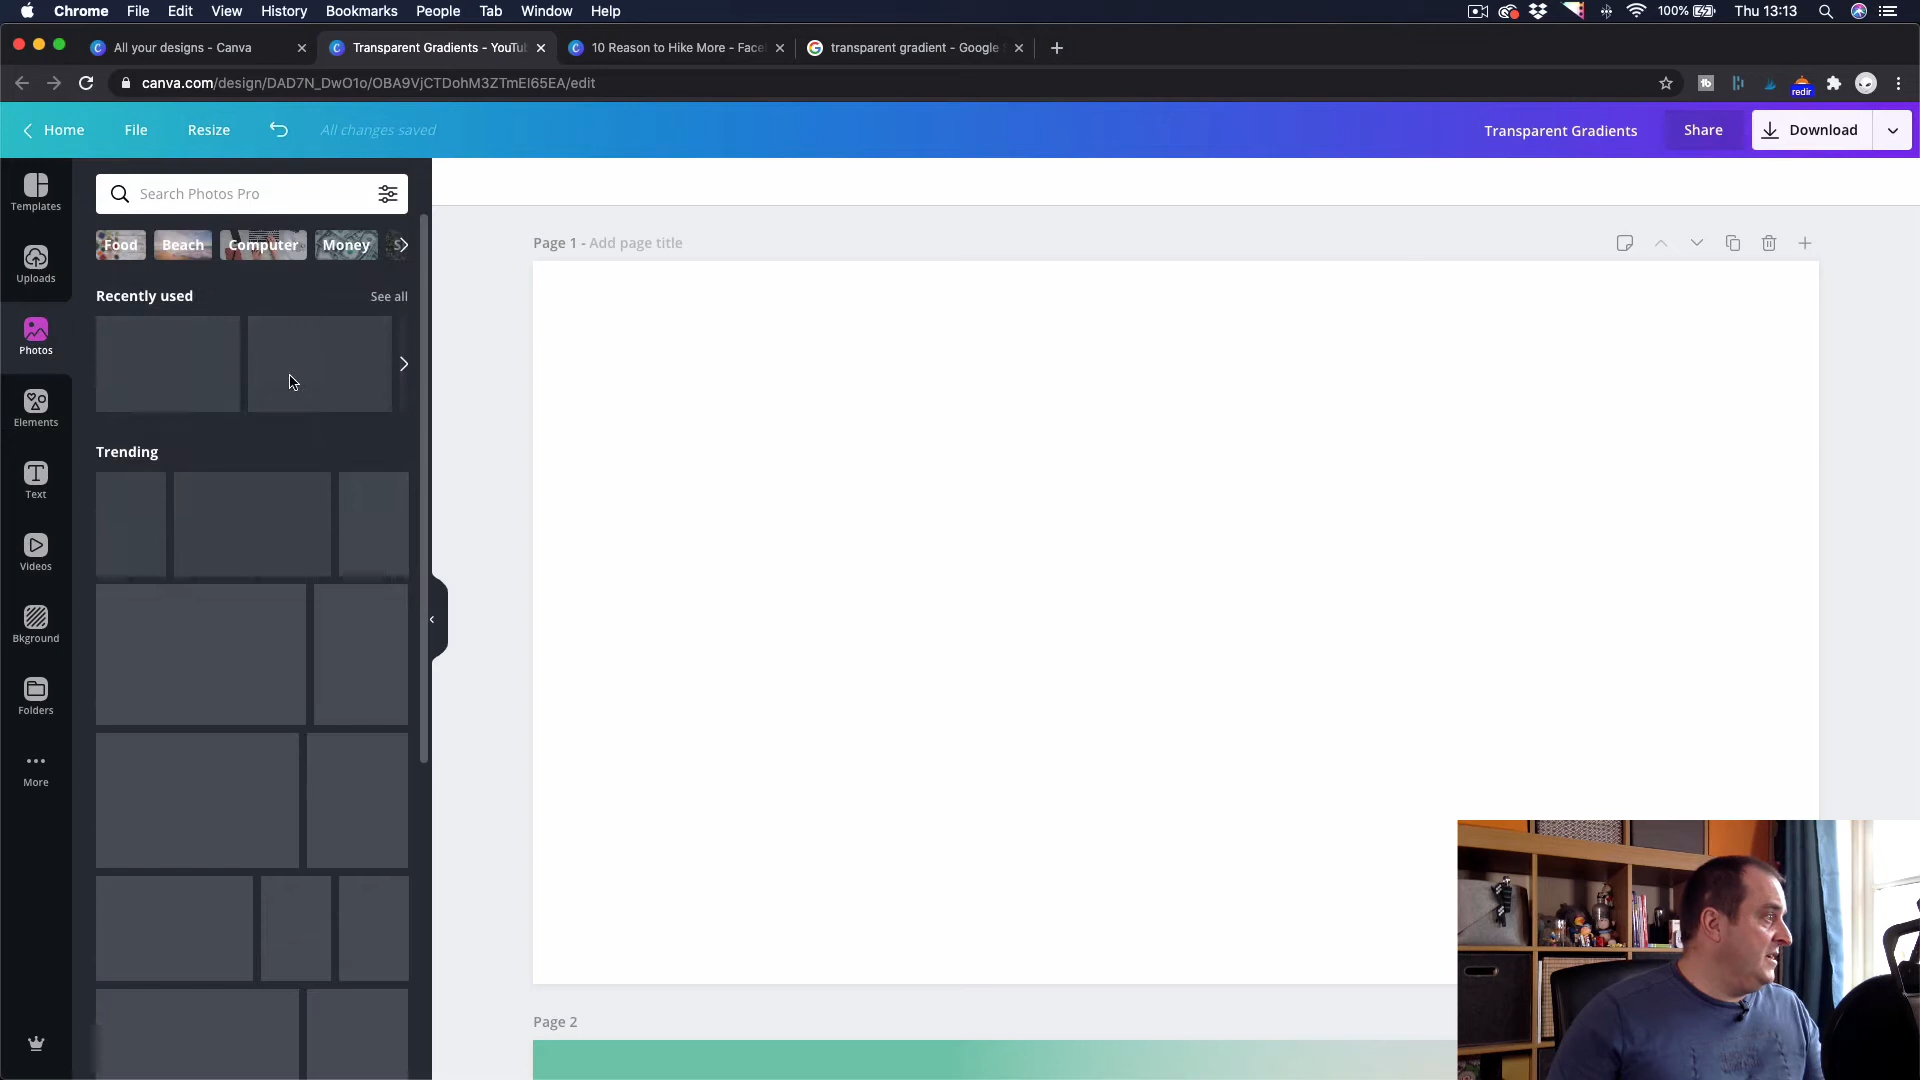 Chrome File Edit View History Bookmarks People Tab Window Help
100% Thu 13:13
All your designs - Canva
Transparent Gradients - YouTu
10 Reason to Hike More - Face
transparent gradient - Google
canva.com/design/DAD7N_DwO1o/OBA9VjCTDohM3ZTmEI65EA/edit
redir
Home File Resize All changes saved
Transparent Gradients Share Download
Templates
Uploads
Photos
Elements
Text
Videos
Bkground
Folders
More
Search Photos Pro
Food Beach Computer Money S
Recently used See all
Trending
Page 1 - Add page title
Page 2